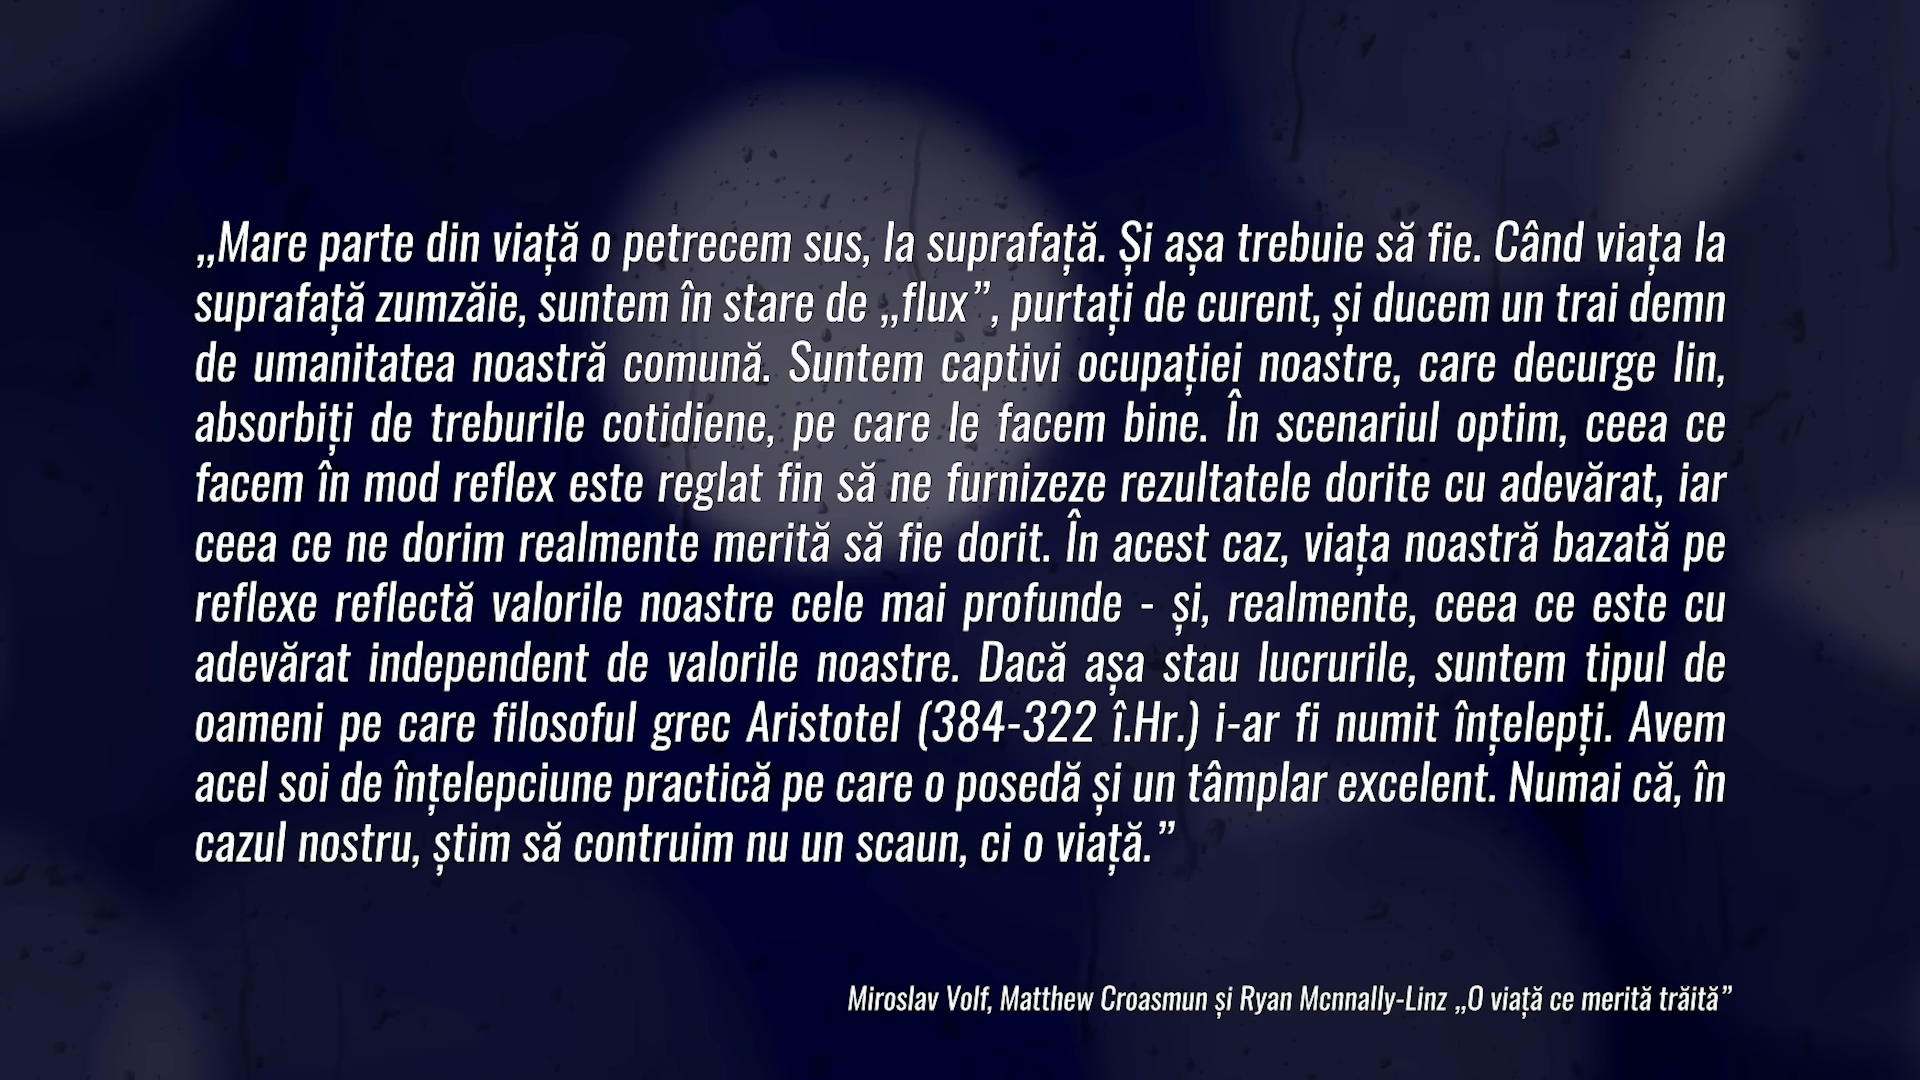 „Mare parte din viață o petrecem sus, la suprafață. Și așa trebuie să fie. Când viața la
suprafață zumzăie, suntem în stare de „flux”, purtați de curent, și ducem un trai demn
de umanitatea noastră comună. Suntem captivi ocupației noastre, care decurge lin,
absorbiți de treburile cotidiene, pe care le facem bine. În scenariul optim, ceea ce
facem în mod reflex este reglat fin să ne furnizeze rezultatele dorite cu adevărat, iar
ceea ce ne dorim realmente merită să fie dorit. În acest caz, viața noastră bazată pe
reflexe reflectă valorile noastre cele mai profunde - și, realmente, ceea ce este cu
adevărat independent de valorile noastre. Dacă așa stau lucrurile, suntem tipul de
oameni pe care filosoful grec Aristotel (384-322 î.Hr.) i-ar fi numit înțelepți. Avem
acel soi de înțelepciune practică pe care o posedă și un tâmplar excelent. Numai că, în
cazul nostru, știm să contruim nu un scaun, ci o viață.”
Miroslav Volf, Matthew Croasmun și Ryan Mcnnally-Linz „O viață ce merită trăită”